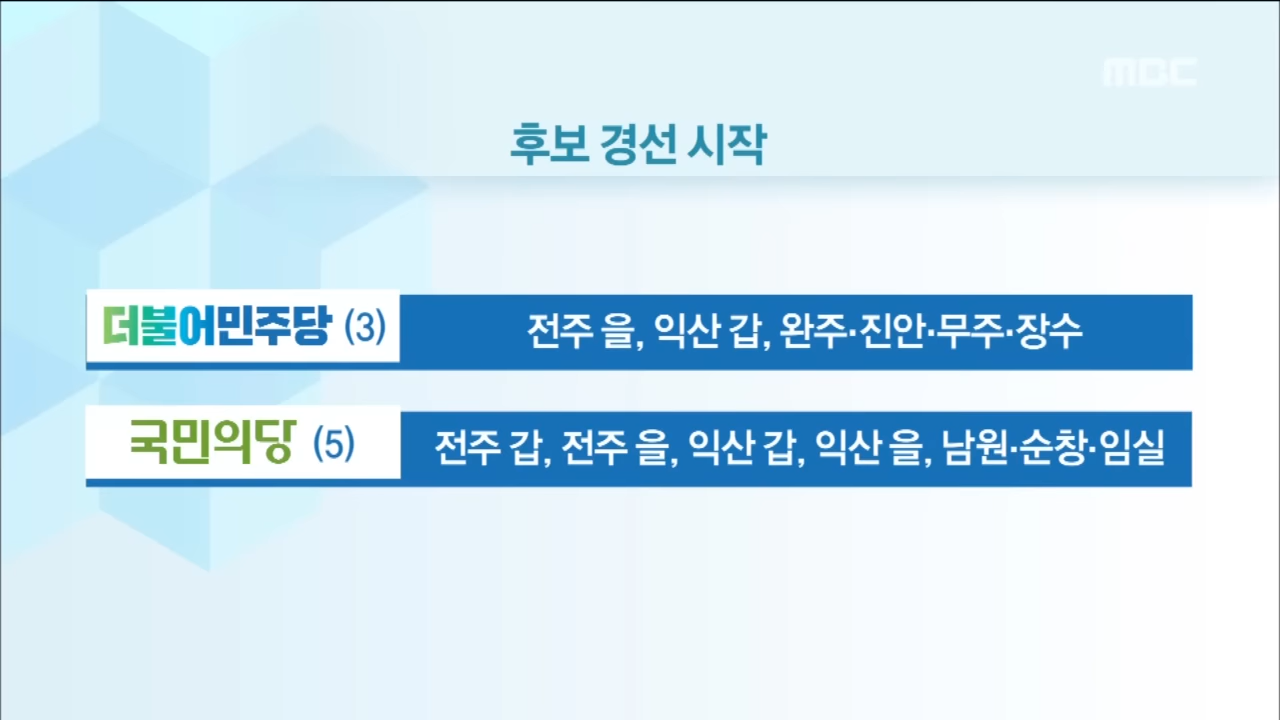 MBC
후보 경선 시작
더불어민주당 (3) 전주 을, 익산 갑, 완주·진안·무주·장수
국민의당 (5) 전주 갑, 전주 을, 익산 갑, 익산 을, 남원·순창·임실